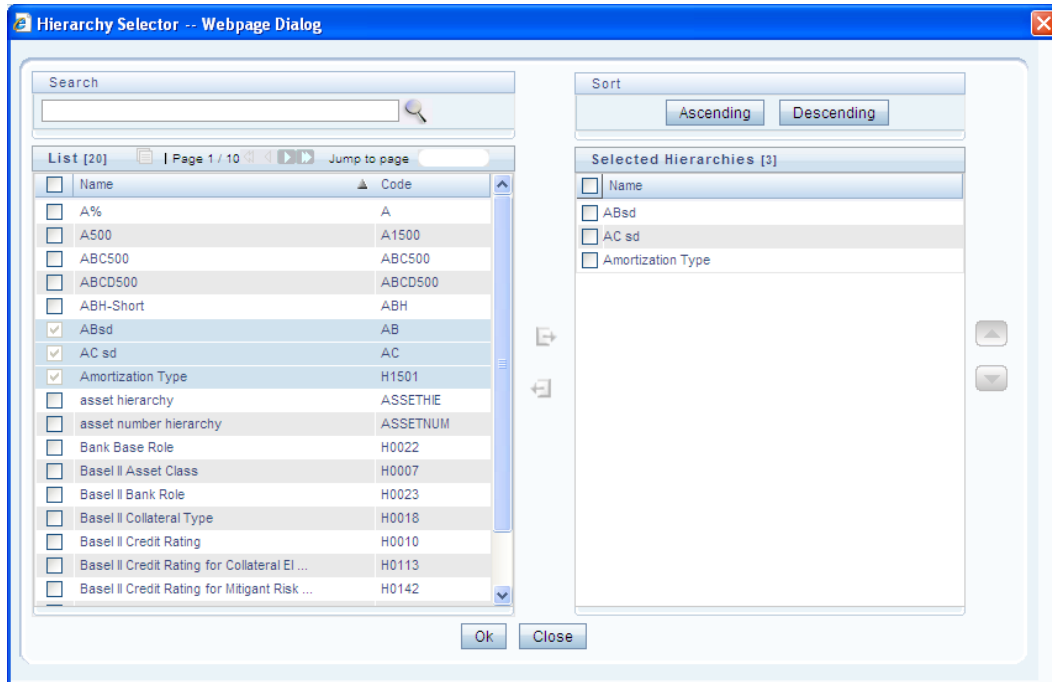 Hierarchy Selector -- Webpage Dialog
Search
List [20] | Page 1 / 10 Jump to page
Name Code
A% A
A500 A1500
ABC500 ABC500
ABCD500 ABCD500
ABH-Short ABH
ABsd AB
AC sd AC
Amortization Type H1501
asset hierarchy ASSETHIE
asset number hierarchy ASSETNUM
Bank Base Role H0022
Basel II Asset Class H0007
Basel II Bank Role H0023
Basel II Collateral Type H0018
Basel II Credit Rating H0010
Basel II Credit Rating for Collateral El ... H0113
Basel II Credit Rating for Mitigant Risk ... H0142
Sort
Ascending Descending
Selected Hierarchies [3]
Name
ABsd
AC sd
Amortization Type
Ok Close